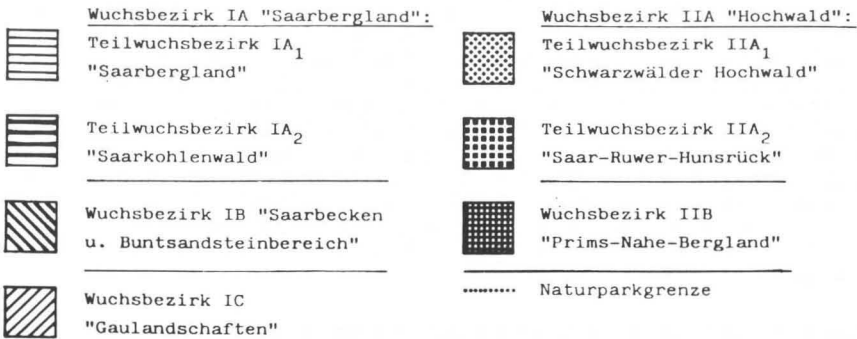 Wuchsbezirk IA "Saarbergland":
Teilwuchsbezirk IA1
"Saarbergland"
Teilwuchsbezirk IA2
"Saarkohlenwald"
Wuchsbezirk IB "Saarbecken
u. Buntsandsteinbereich"
Wuchsbezirk IC
"Gaulandschaften"
Wuchsbezirk IIA "Hochwald":
Teilwuchsbezirk IIA1
"Schwarzwälder Hochwald"
Teilwuchsbezirk IIA2
"Saar-Ruwer-Hunsrück"
Wuchsbezirk IIB
"Prims-Nahe-Bergland"
Naturparkgrenze